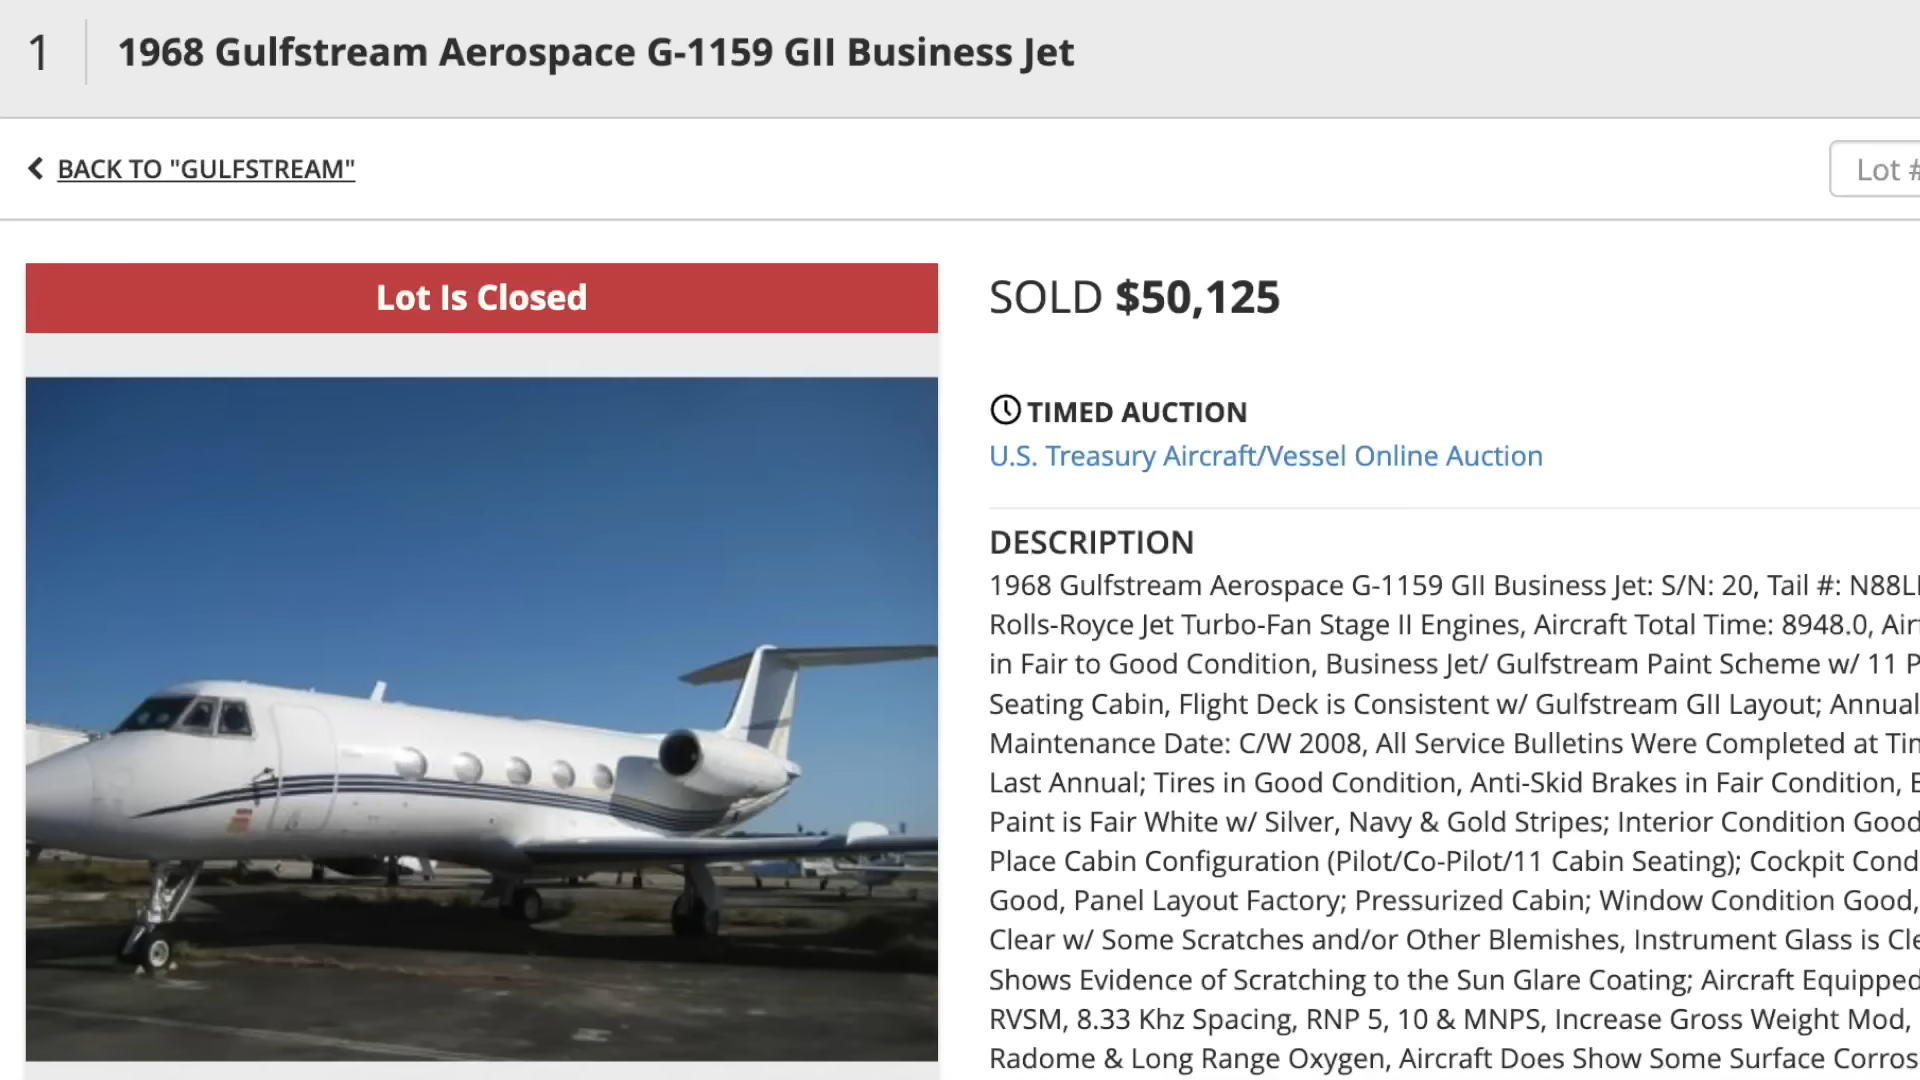 1
1968 Gulfstream Aerospace G-1159 GII Business Jet
BACK TO "GULFSTREAM"
Lot #
Lot Is Closed
SOLD $50,125
TIMED AUCTION
U.S. Treasury Aircraft/Vessel Online Auction
DESCRIPTION
1968 Gulfstream Aerospace G-1159 GII Business Jet: S/N: 20, Tail #:
Rolls-Royce Jet Turbo-Fan Stage II Engines, Aircraft Total Time: 8948.0,
in Fair to Good Condition, Business Jet/ Gulfstream Paint Scheme w/ 11
Seating Cabin, Flight Deck is Consistent w/ Gulfstream GII Layout; Annual
Maintenance Date: C/W 2008, All Service Bulletins Were Completed at
Last Annual; Tires in Good Condition, Anti-Skid Brakes in Fair Condition,
Paint is Fair White w/ Silver, Navy & Gold Stripes; Interior Condition Good
Place Cabin Configuration (Pilot/Co-Pilot/11 Cabin Seating); Cockpit
Good, Panel Layout Factory; Pressurized Cabin; Window Condition Good,
Clear w/ Some Scratches and/or Other Blemishes, Instrument Glass is
Shows Evidence of Scratching to the Sun Glare Coating; Aircraft Equipped
RVSM, 8.33 Khz Spacing, RNP 5, 10 & MNPS, Increase Gross Weight Mod,
Radome & Long Range Oxygen, Aircraft Does Show Some Surface